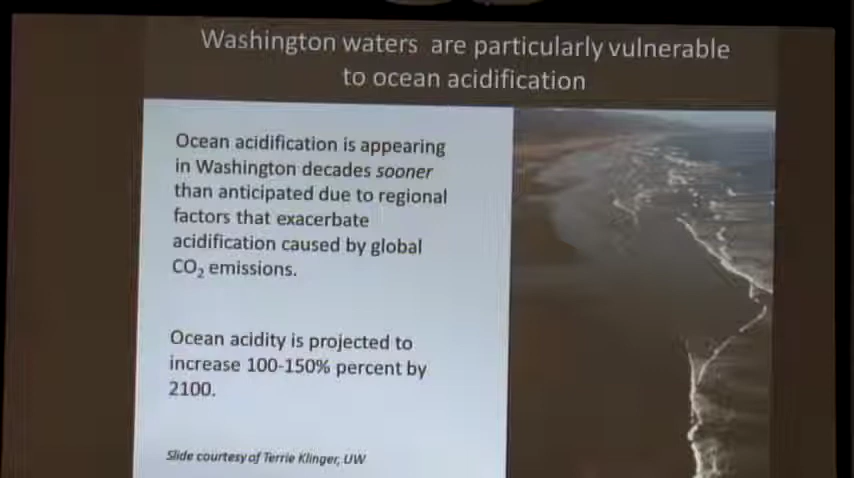 Washington waters are particularly vulnerable
to ocean acidification
Ocean acidification is appearing
in Washington decades sooner
than anticipated due to regional
factors that exacerbate
acidification caused by global
CO₂ emissions.
Ocean acidity is projected to
increase 100-150% percent by
2100.
Slide courtesy of Terrie Klinger, UW